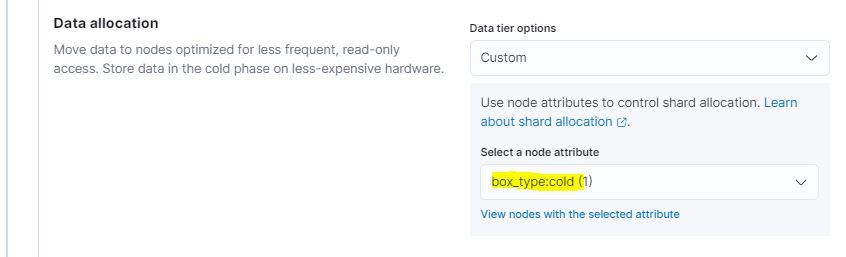 Data allocation
Move data to nodes optimized for less frequent, read-only
access. Store data in the cold phase on less-expensive hardware.
Data tier options
Custom
Use node attributes to control shard allocation. Learn
about shard allocation.
Select a node attribute
box_type:cold (1)
View nodes with the selected attribute